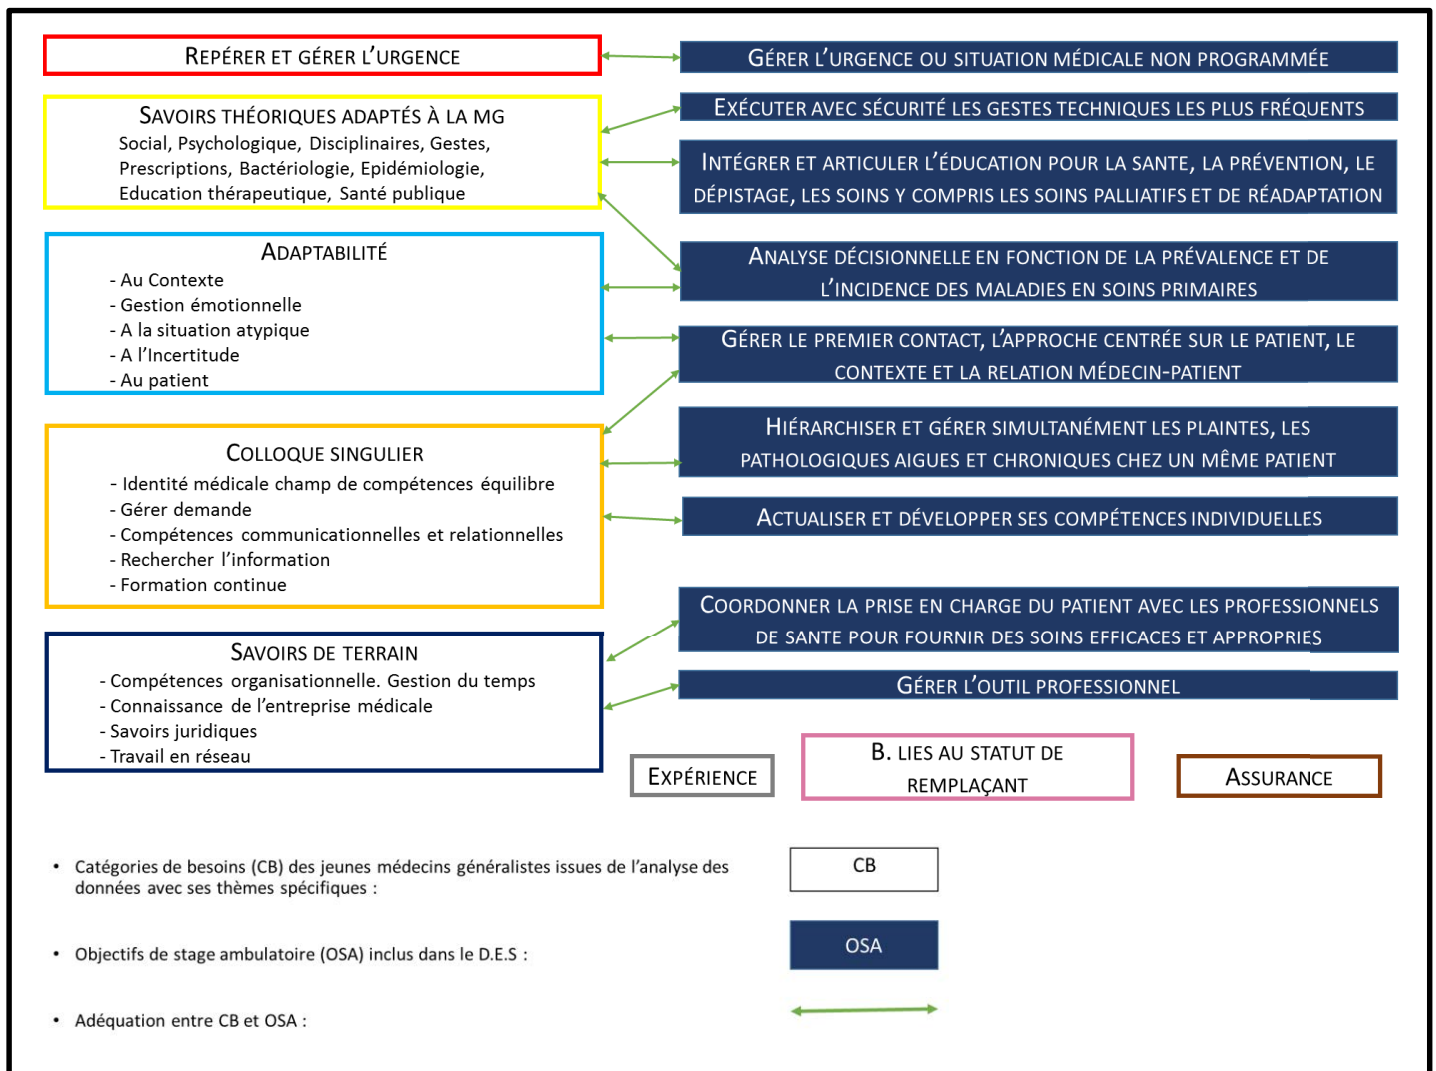 REPÉRER ET GÉRER L'URGENCE
GÉRER L'URGENCE OU SITUATION MÉDICALE NON PROGRAMMÉE
SAVOIRS THÉORIQUES ADAPTÉS À LA MG
Social, Psychologique, Disciplinaires, Gestes,
Prescriptions, Bactériologie, Epidémiologie,
Education thérapeutique, Santé publique
EXÉCUTER AVEC SÉCURITÉ LES GESTES TECHNIQUES LES PLUS FRÉQUENTS
INTÉGRER ET ARTICULER L'ÉDUCATION POUR LA SANTE, LA PRÉVENTION, LE
DÉPISTAGE, LES SOINS Y COMPRIS LES SOINS PALLIATIFS ET DE RÉADAPTATION
ADAPTABILITÉ
- Au Contexte
- Gestion émotionnelle
- A la situation atypique
- A l'Incertitude
- Au patient
ANALYSE DÉCISIONNELLE EN FONCTION DE LA PRÉVALENCE ET DE
L'INCIDENCE DES MALADIES EN SOINS PRIMAIRES
GÉRER LE PREMIER CONTACT, L'APPROCHE CENTRÉE SUR LE PATIENT, LE
CONTEXTE ET LA RELATION MÉDECIN-PATIENT
COLLOQUE SINGULIER
- Identité médicale champ de compétences équilibre
- Gérer demande
- Compétences communicationnelles et relationnelles
- Rechercher l'information
- Formation continue
HIÉRARCHISER ET GÉRER SIMULTANÉMENT LES PLAINTES, LES
PATHOLOGIQUES AIGUES ET CHRONIQUES CHEZ UN MÊME PATIENT
ACTUALISER ET DÉVELOPPER SES COMPÉTENCES INDIVIDUELLES
SAVOIRS DE TERRAIN
- Compétences organisationnelle. Gestion du temps
- Connaissance de l'entreprise médicale
- Savoirs juridiques
- Travail en réseau
COORDONNER LA PRISE EN CHARGE DU PATIENT AVEC LES PROFESSIONNELS
DE SANTE POUR FOURNIR DES SOINS EFFICACES ET APPROPRIES
GÉRER L'OUTIL PROFESSIONNEL
EXPÉRIENCE
B. LIES AU STATUT DE
REMPLAÇANT
ASSURANCE
• Catégories de besoins (CB) des jeunes médecins généralistes issues de l'analyse des
données avec ses thèmes spécifiques :
CB
• Objectifs de stage ambulatoire (OSA) inclus dans le D.E.S :
OSA
• Adéquation entre CB et OSA :